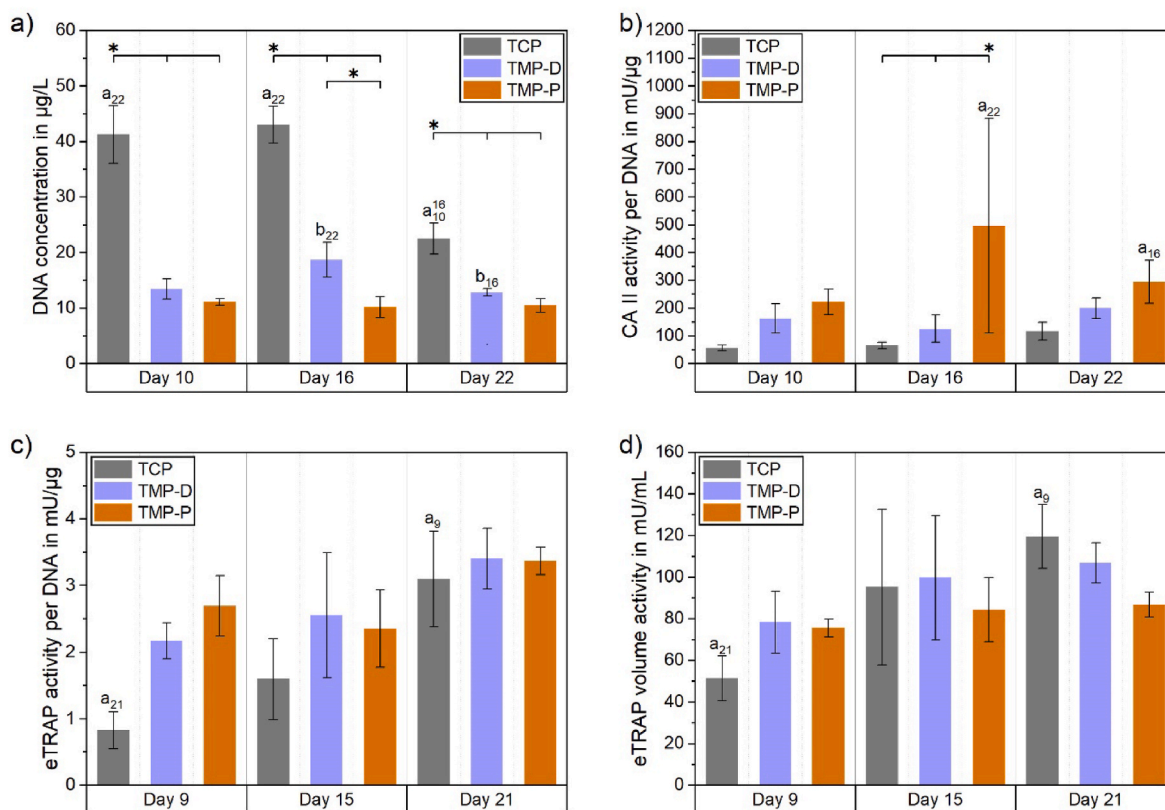 a)
DNA concentration in µg/L
60
50
40
30
20
10
0
* * * *
TCP
TMP-D
TMP-P
a22 a22 b22 a10^16 b16
Day 10 Day 16 Day 22
b)
CA II activity per DNA in mU/µg
1200
1100
1000
900
800
700
600
500
400
300
200
100
0
TCP
TMP-D
TMP-P
*
a22 a16
Day 10 Day 16 Day 22
c)
eTRAP activity per DNA in mU/µg
5
4
3
2
1
0
TCP
TMP-D
TMP-P
a21 a9
Day 9 Day 15 Day 21
d)
eTRAP volume activity in mU/mL
160
140
120
100
80
60
40
20
0
TCP
TMP-D
TMP-P
a21 a9
Day 9 Day 15 Day 21